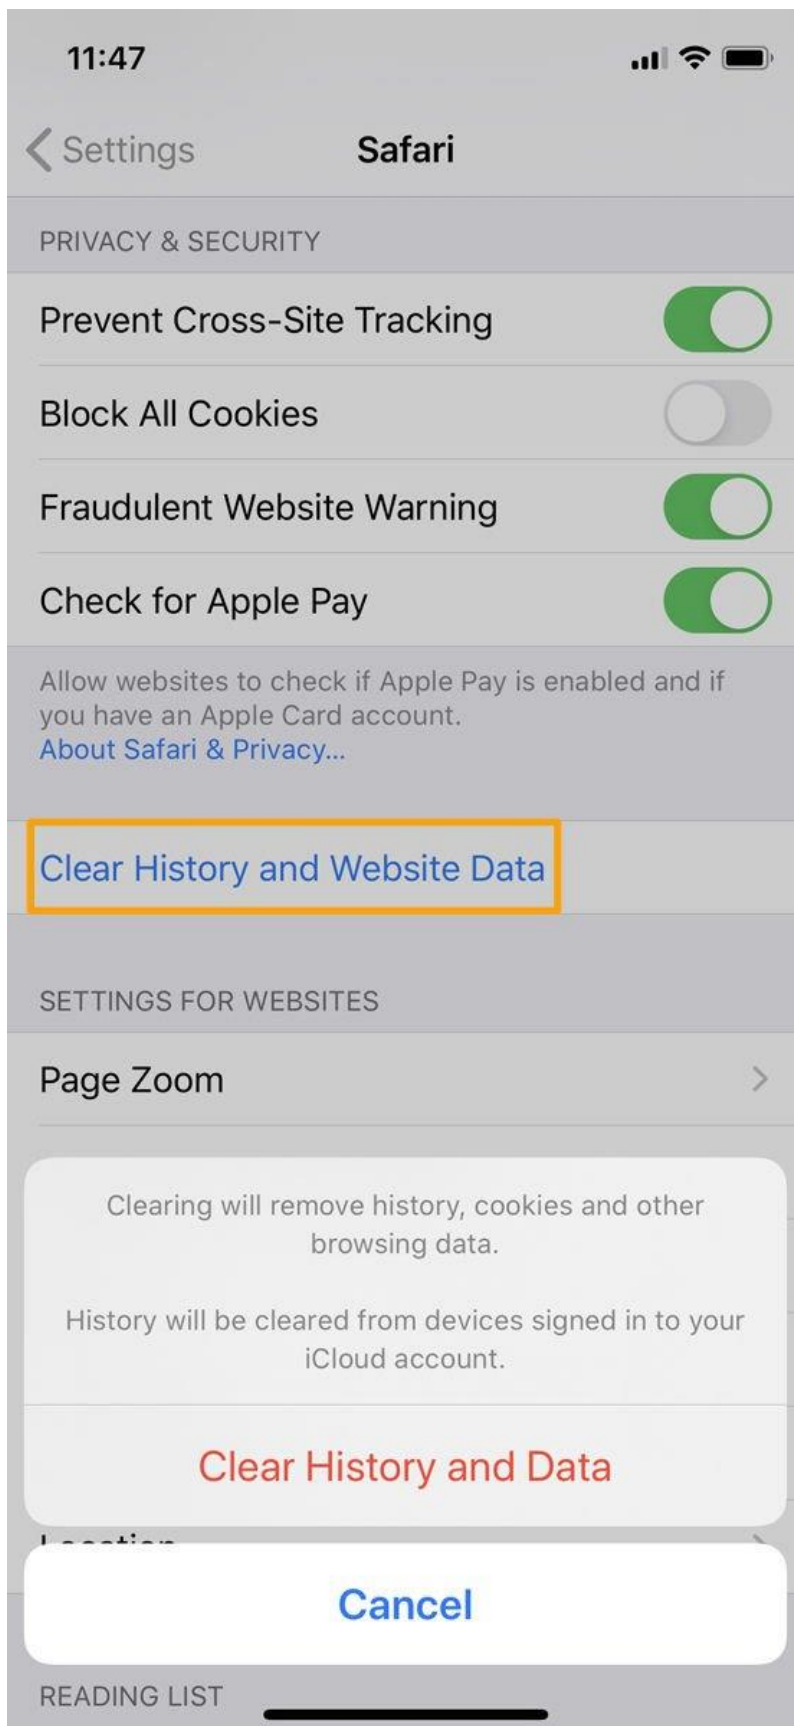 11:47
Settings
Safari
PRIVACY & SECURITY
Prevent Cross-Site Tracking
Block All Cookies
Fraudulent Website Warning
Check for Apple Pay
Allow websites to check if Apple Pay is enabled and if
you have an Apple Card account.
About Safari & Privacy...
Clear History and Website Data
SETTINGS FOR WEBSITES
Page Zoom
Clearing will remove history, cookies and other
browsing data.
History will be cleared from devices signed in to your
iCloud account.
Clear History and Data
Location
Cancel
READING LIST